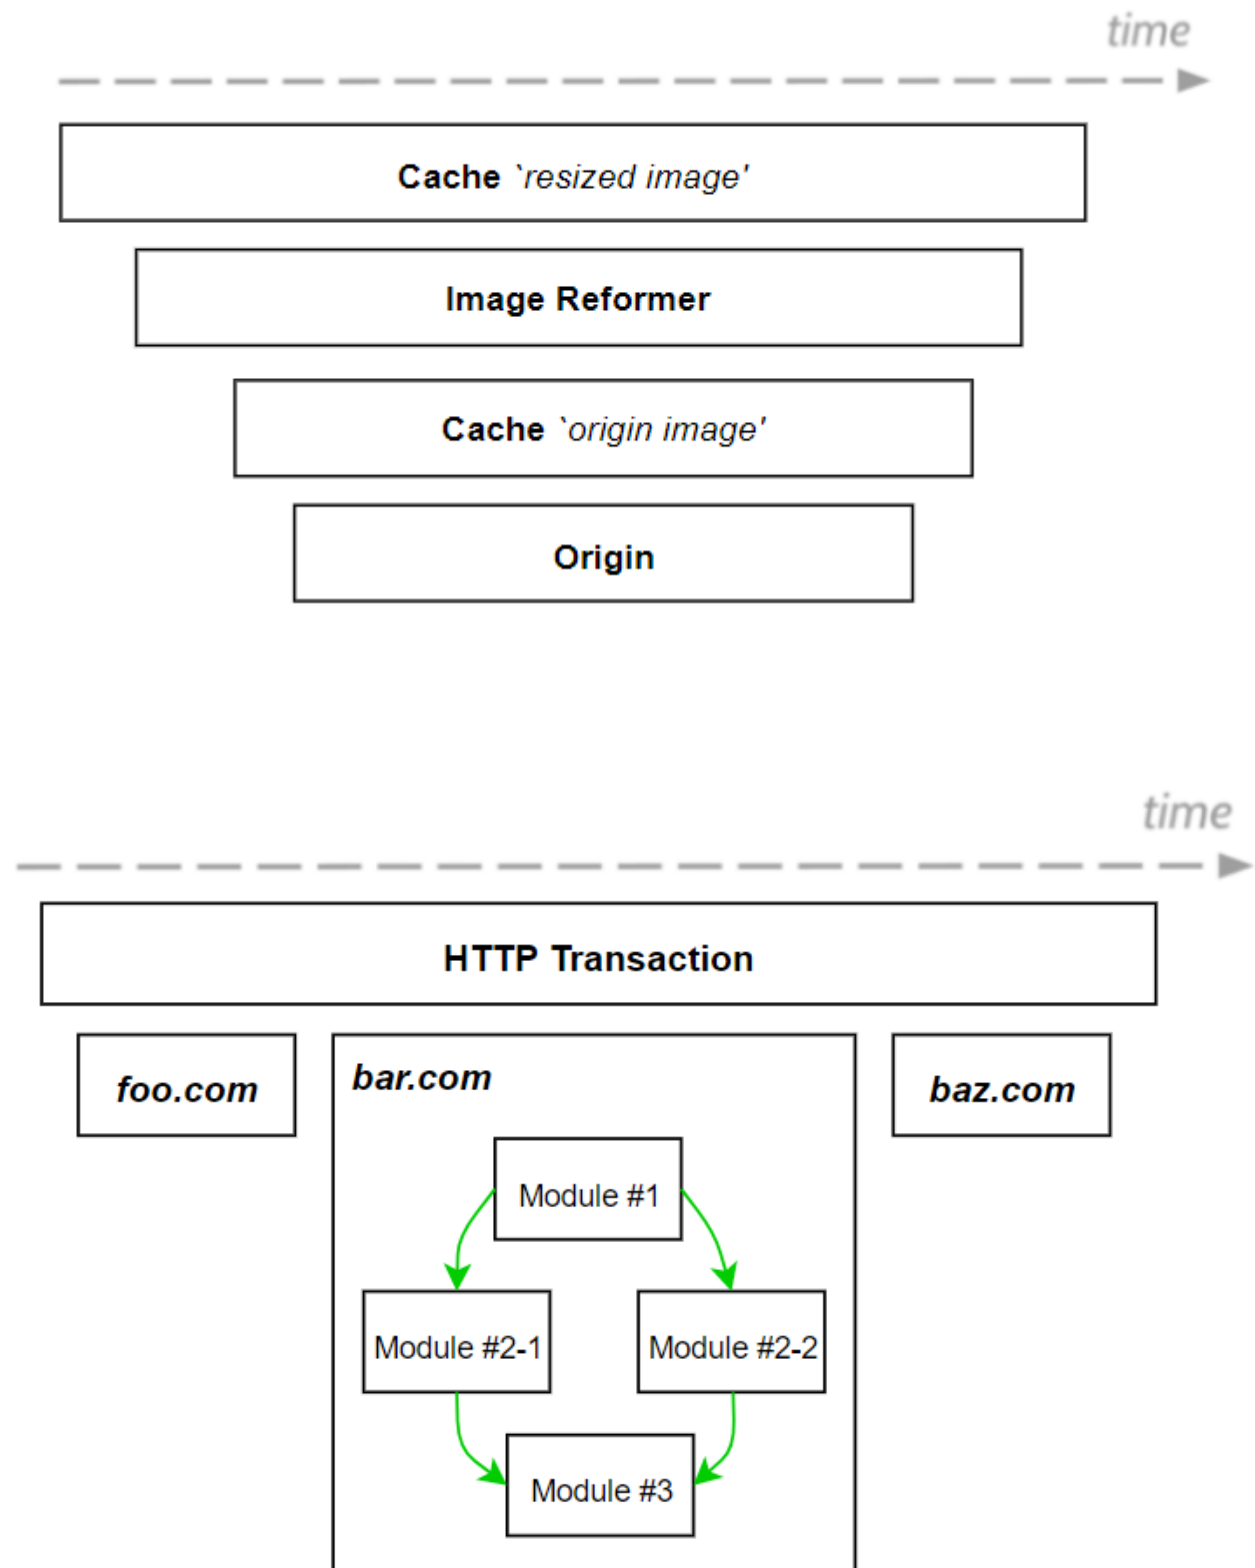 time
Cache `resized image'
Image Reformer
Cache `origin image'
Origin
time
HTTP Transaction
foo.com
bar.com
baz.com
Module #1
Module #2-1
Module #2-2
Module #3